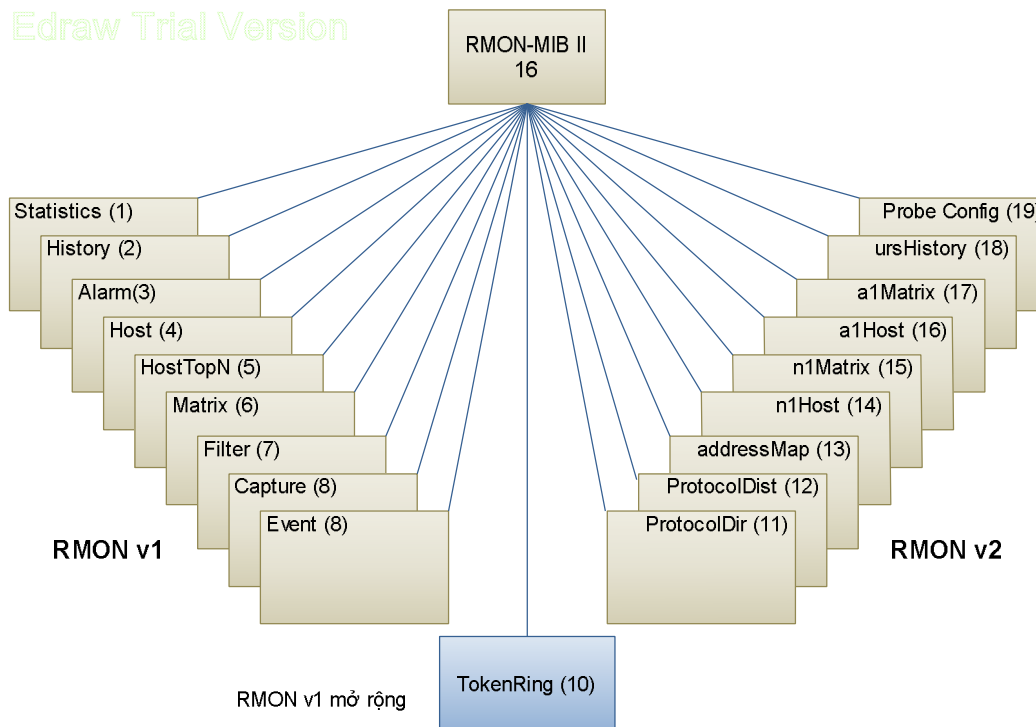 Edraw Trial Version
RMON-MIB II
16
Statistics (1)
History (2)
Alarm(3)
Host (4)
HostTopN (5)
Matrix (6)
Filter (7)
Capture (8)
Event (8)
RMON v1
Probe Config (19)
ursHistory (18)
a1Matrix (17)
a1Host (16)
n1Matrix (15)
n1Host (14)
addressMap (13)
ProtocolDist (12)
ProtocolDir (11)
RMON v2
TokenRing (10)
RMON v1 mở rộng